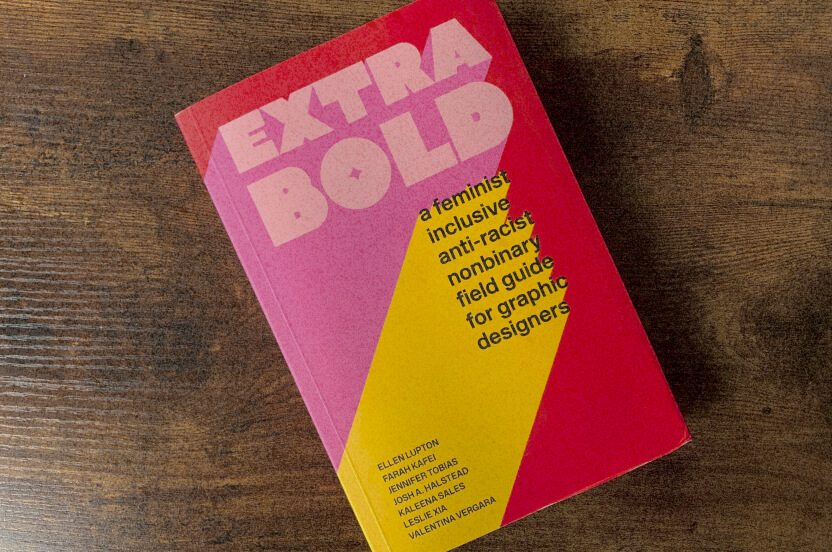 EXTRA
BOLD
a feminist
inclusive
anti-racist
nonbinary
field guide
for graphic
designers
ELLEN LUPTON
FARAH KAFEI
JENNIFER TOBIAS
JOSH A. HALSTEAD
KALEENA SALES
LESLIE XIA
VALENTINA VERGARA